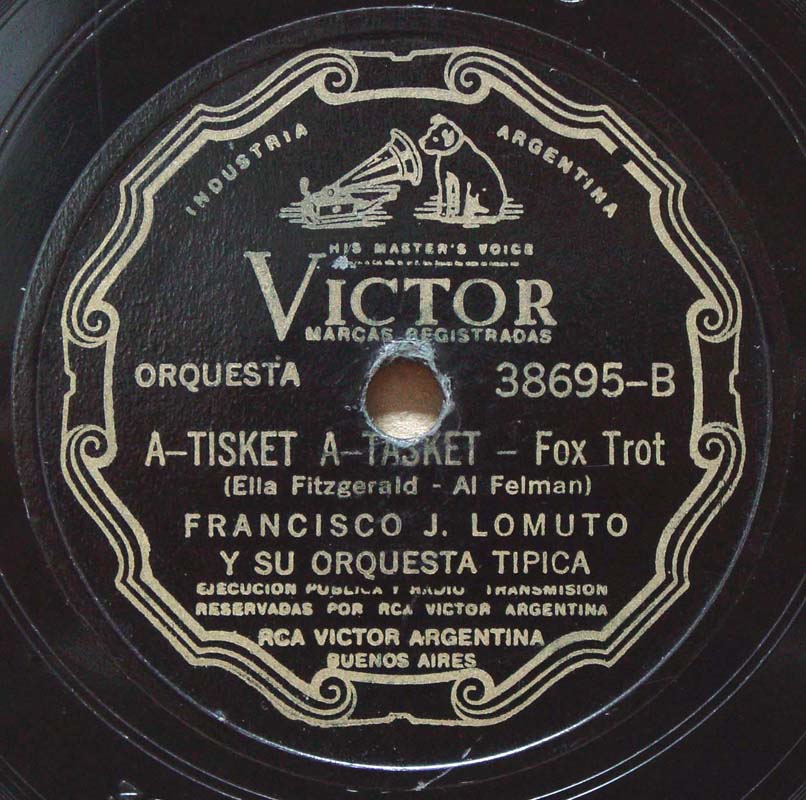 INDUSTRIA ARGENTINA
HIS MASTER'S VOICE
VICTOR
MARCAS REGISTRADAS
ORQUESTA 38695-B
A-TISKET A-TASKET - Fox Trot
(Ella Fitzgerald - Al Felman)
FRANCISCO J. LOMUTO
Y SU ORQUESTA TIPICA
EJECUCION PUBLICA Y RADIO TRANSMISION
RESERVADAS POR RCA VICTOR ARGENTINA
RCA VICTOR ARGENTINA
BUENOS AIRES